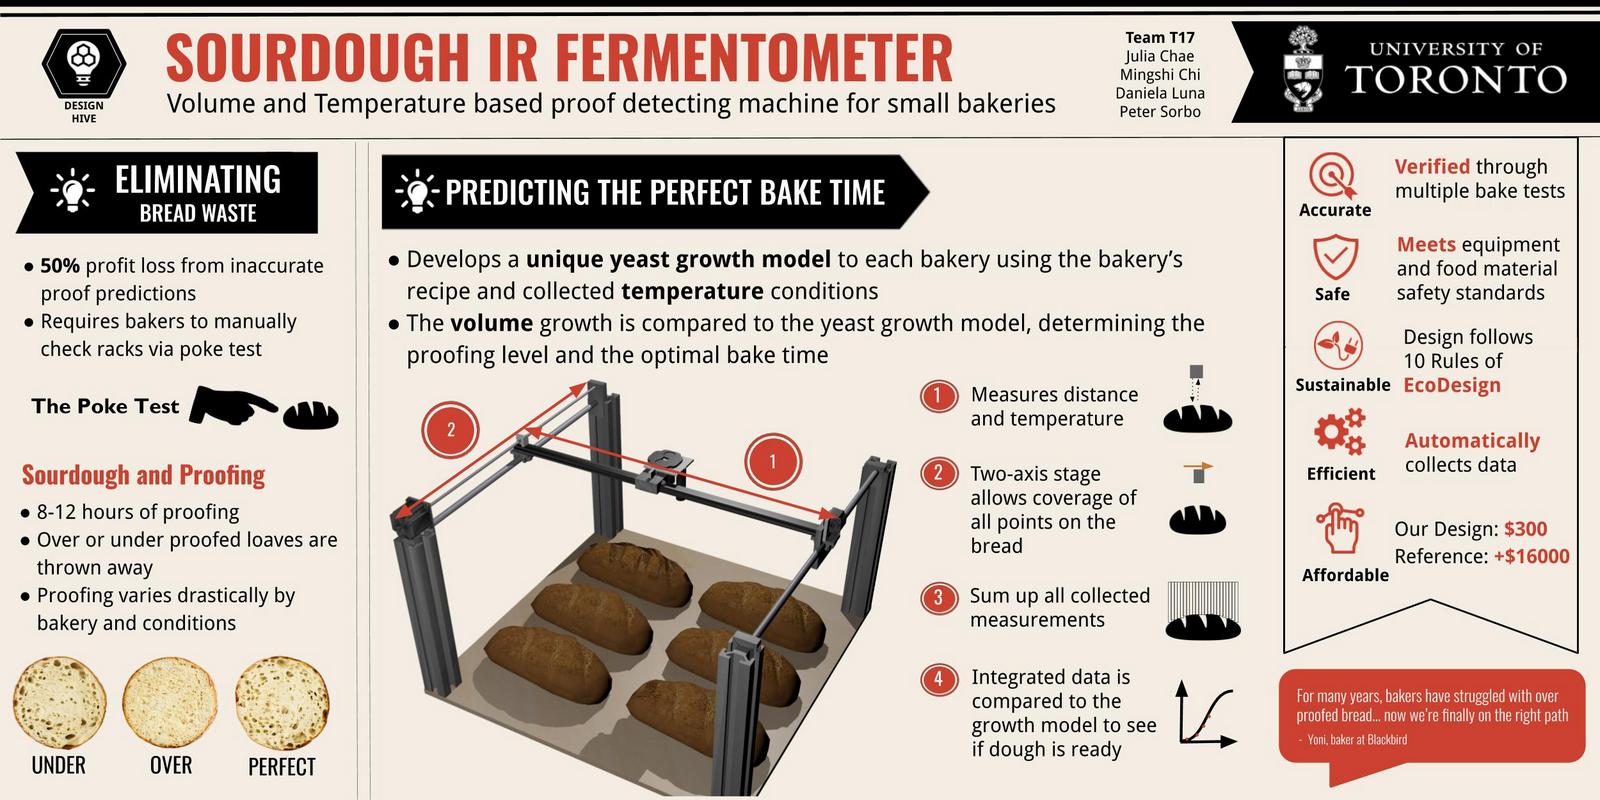 DESIGN
HIVE
SOURDOUGH IR FERMENTOMETER
Volume and Temperature based proof detecting machine for small bakeries
Team T17
Julia Chae
Mingshi Chi
Daniela Luna
Peter Sorbo
UNIVERSITY OF
TORONTO
ELIMINATING
BREAD WASTE
● 50% profit loss from inaccurate
proof predictions
● Requires bakers to manually
check racks via poke test
The Poke Test
Sourdough and Proofing
● 8-12 hours of proofing
● Over or under proofed loaves are
thrown away
● Proofing varies drastically by
bakery and conditions
UNDER
OVER
PERFECT
PREDICTING THE PERFECT BAKE TIME
● Develops a unique yeast growth model to each bakery using the bakery's
recipe and collected temperature conditions
● The volume growth is compared to the yeast growth model, determining the
proofing level and the optimal bake time
2
1
1
Measures distance
and temperature
2
Two-axis stage
allows coverage of
all points on the
bread
3
Sum up all collected
measurements
4
Integrated data is
compared to the
growth model to see
if dough is ready
Accurate
Verified through
multiple bake tests
Safe
Meets equipment
and food material
safety standards
Sustainable
Design follows
10 Rules of
EcoDesign
Efficient
Automatically
collects data
Affordable
Our Design: $300
Reference: +$16000
For many years, bakers have struggled with over
proofed bread... now we're finally on the right path
- Yoni, baker at Blackbird